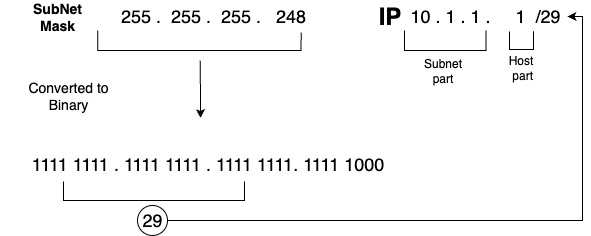 SubNet
Mask
255 . 255 . 255 . 248
IP 10 . 1 . 1 . 1 /29
Subnet
part
Host
part
Converted to
Binary
1111 1111 . 1111 1111 . 1111 1111. 1111 1000
29